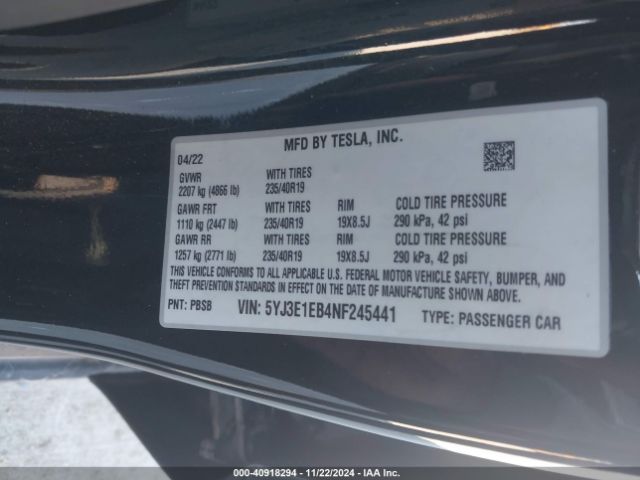 MFD BY TESLA, INC.
04/22
GVWR WITH TIRES
2207 kg (4866 lb) 235/40R19
GAWR FRT WITH TIRES RIM COLD TIRE PRESSURE
1110 kg (2447 lb) 235/40R19 19X8.5J 290 kPa, 42 psi
GAWR RR WITH TIRES RIM COLD TIRE PRESSURE
1257 kg (2771 lb) 235/40R19 19X8.5J 290 kPa, 42 psi
THIS VEHICLE CONFORMS TO ALL APPLICABLE U.S. FEDERAL MOTOR VEHICLE SAFETY, BUMPER, AND
THEFT PREVENTION STANDARDS IN EFFECT ON THE DATE OF MANUFACTURE SHOWN ABOVE.
PNT: PBSB VIN: 5YJ3E1EB4NF245441 TYPE: PASSENGER CAR
000-40918294 - 11/22/2024 - IAA Inc.